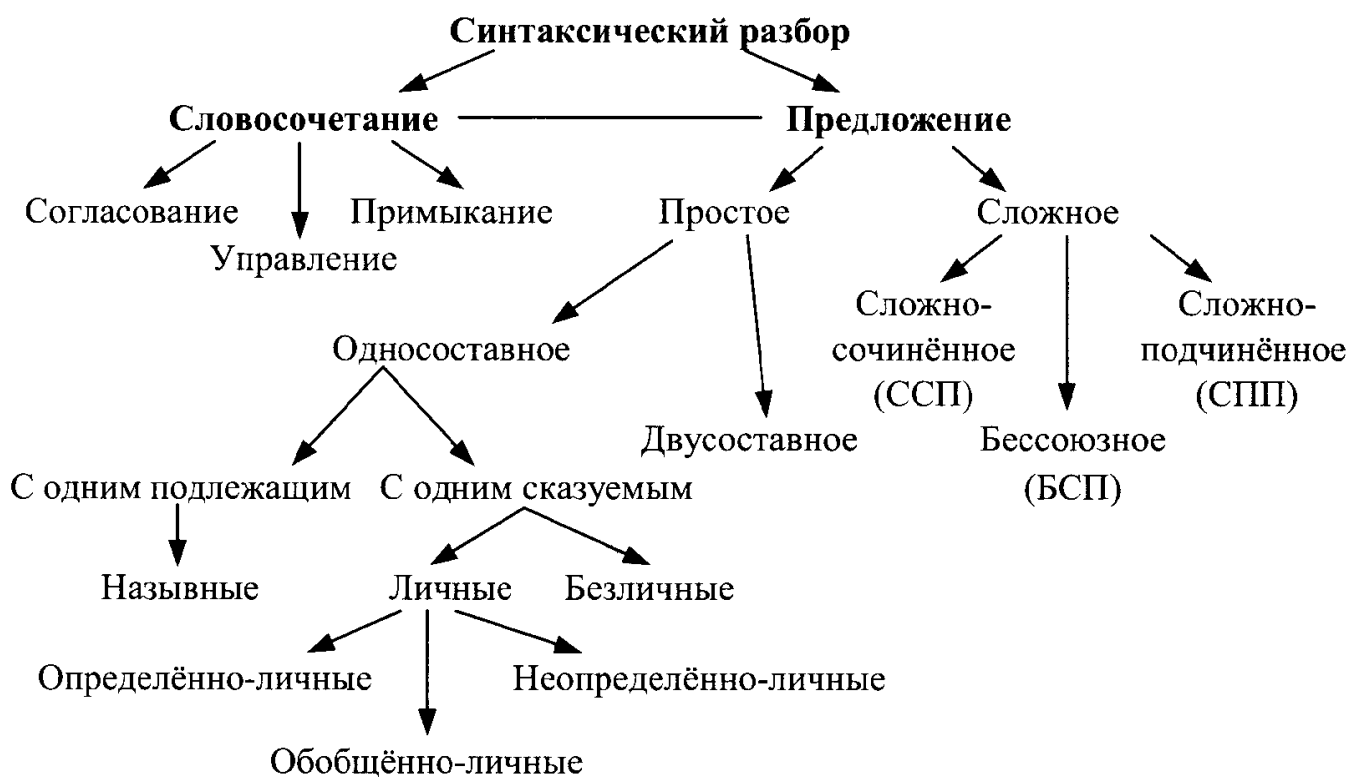 Синтаксический разбор
Словосочетание Предложение
Согласование Примыкание Простое Сложное
Управление
Сложно- Сложно-
Односоставное сочинённое подчинённое
(ССП) (СПП)
Двусоставное Бессоюзное
С одним подлежащим С одним сказуемым (БСП)
Назывные Личные Безличные
Определённо-личные Неопределённо-личные
Обобщённо-личные